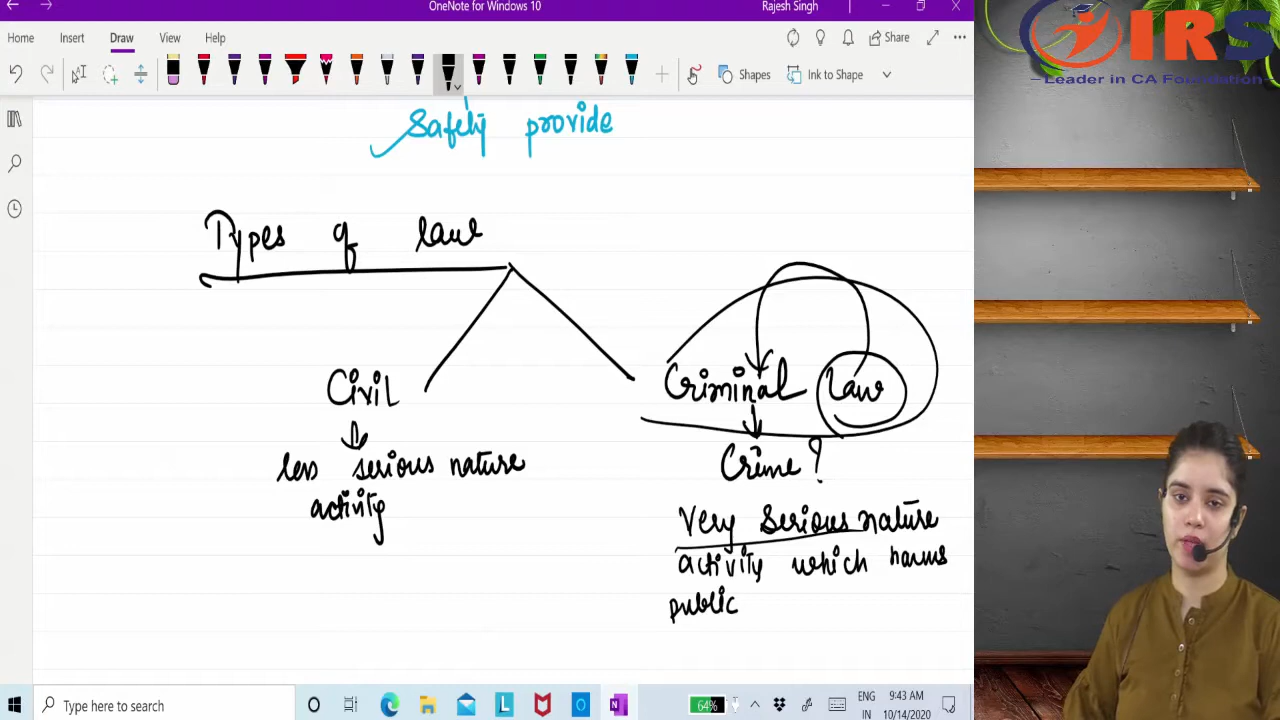 OneNote for Windows 10
Rajesh Singh
Home Insert Draw View Help
Share
Shapes
Ink to Shape
IRS
Leader in CA Foundation
Safety provide
Types of law
Civil
Criminal law
less serious nature
activity
Crime?
Very serious nature
activity which harms
public
Type here to search
64%
ENG
IN
9:43 AM
10/14/2020